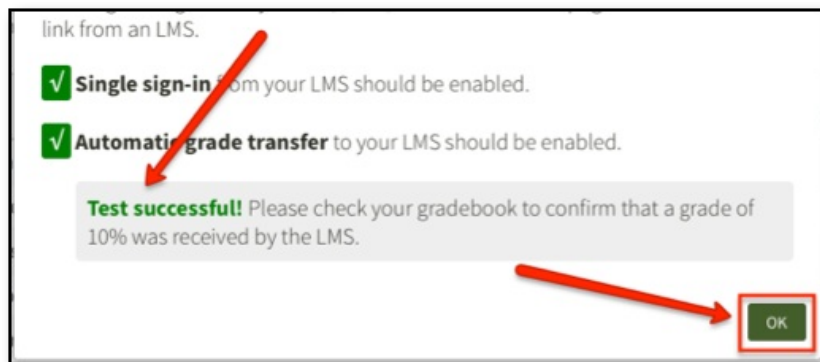 link from an LMS.
√ Single sign-in from your LMS should be enabled.
√ Automatic grade transfer to your LMS should be enabled.
Test successful! Please check your gradebook to confirm that a grade of
10% was received by the LMS.
OK